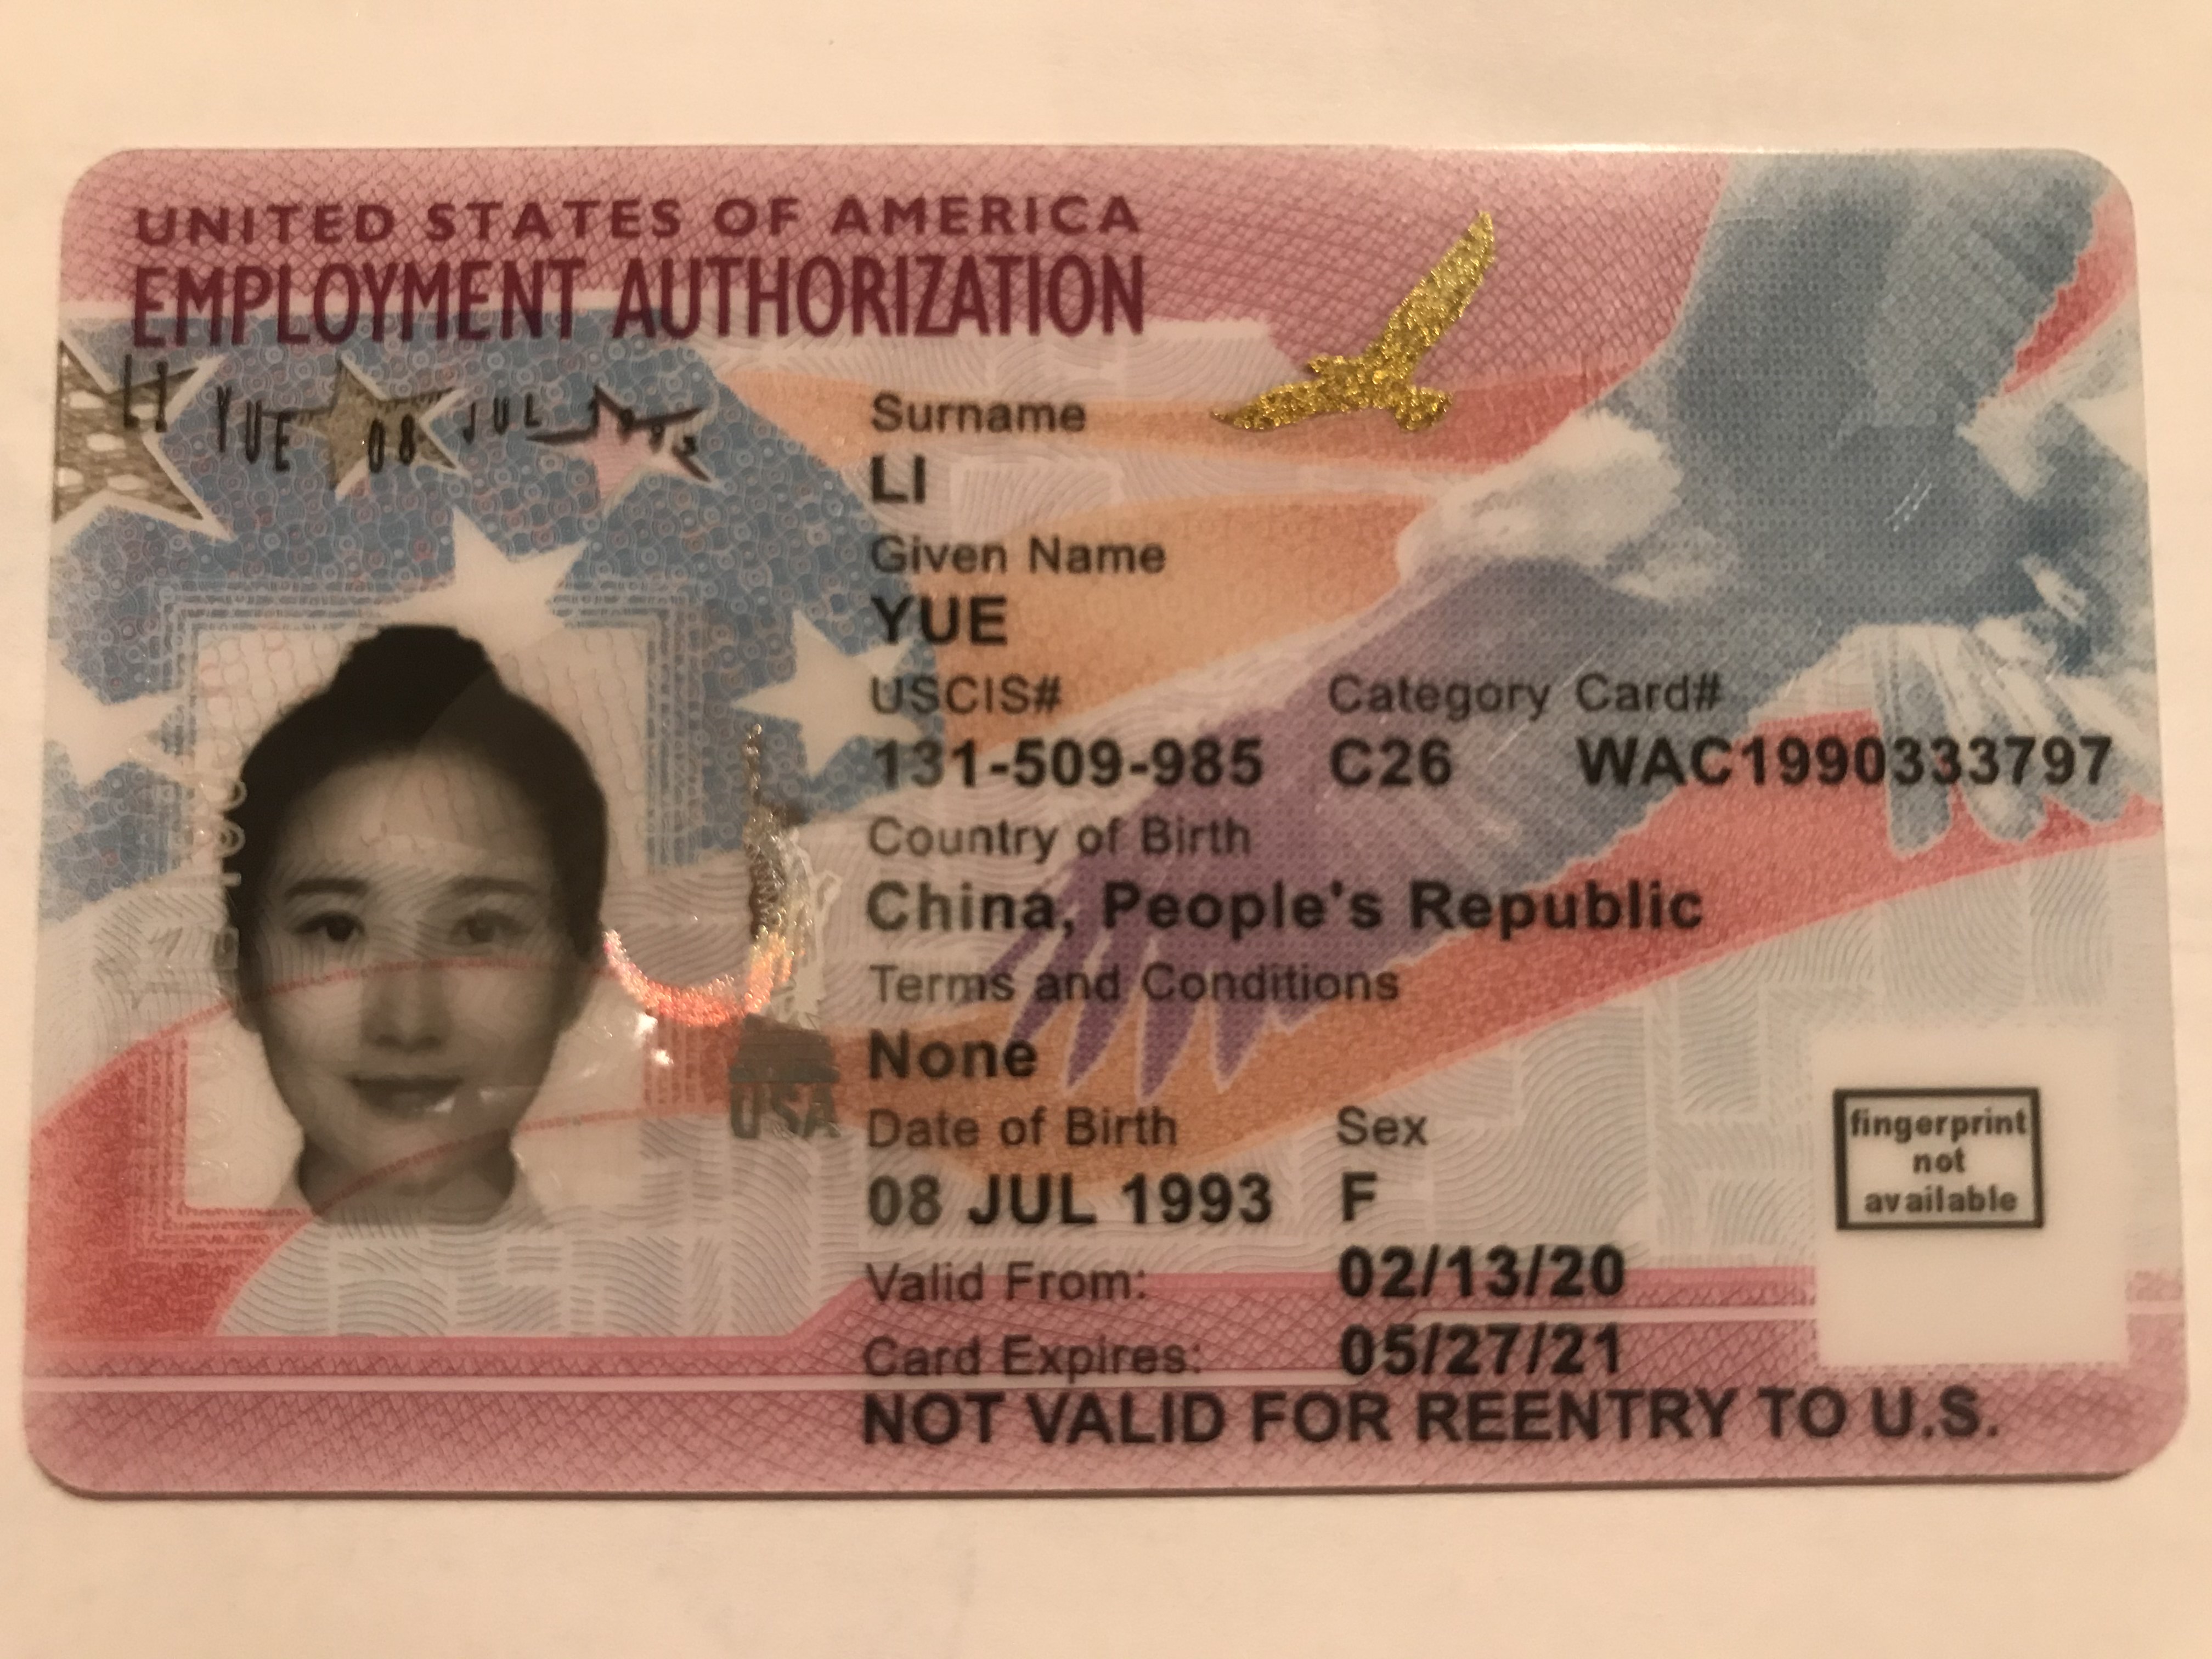 UNITED STATES OF AMERICA
EMPLOYMENT AUTHORIZATION
LI YUE 08 JUL
Surname
LI
Given Name
YUE
USCIS# Category Card#
131-509-985 C26 WAC1990333797
Country of Birth
China, People's Republic
Terms and Conditions
None
Date of Birth Sex
08 JUL 1993 F
Valid From: 02/13/20
Card Expires: 05/27/21
NOT VALID FOR REENTRY TO U.S.
USA
fingerprint
not
available